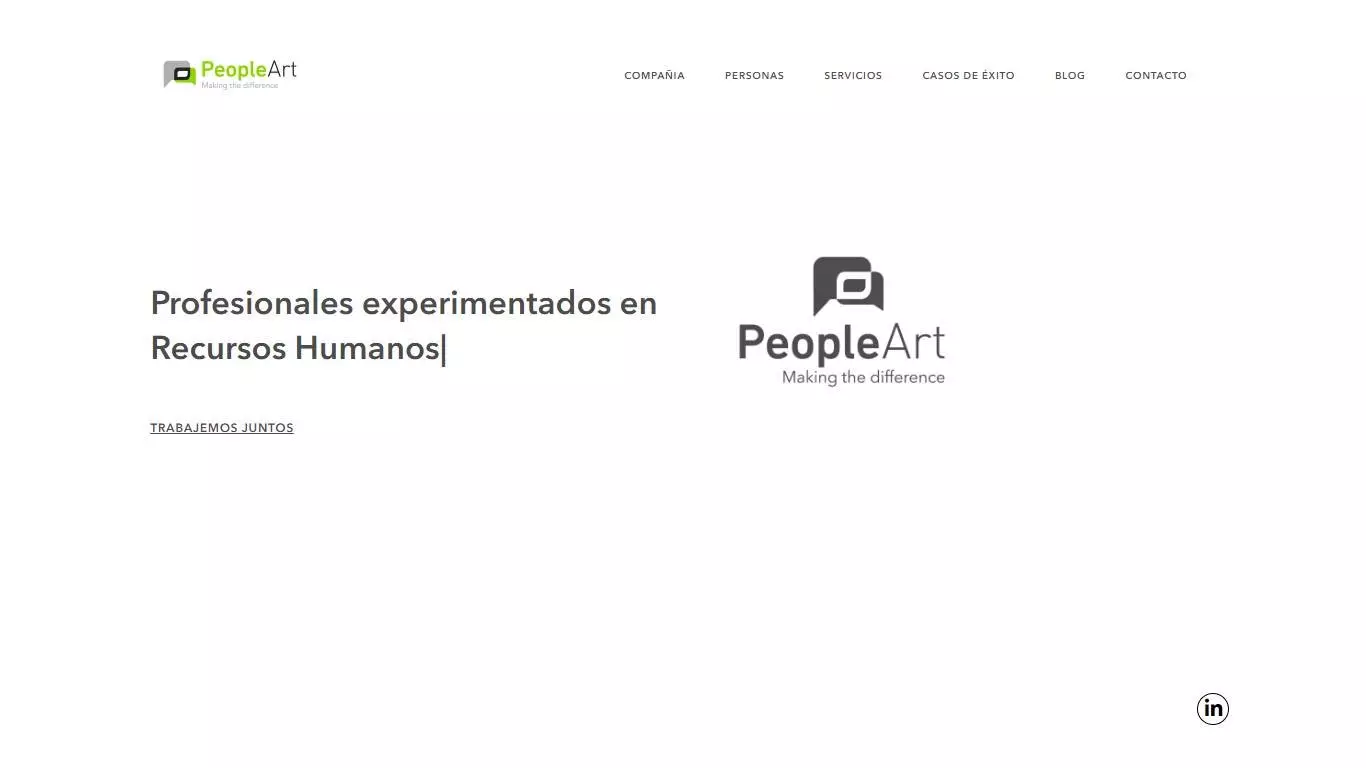 PeopleArt
Making the difference
COMPAÑIA PERSONAS SERVICIOS CASOS DE ÉXITO BLOG CONTACTO
Profesionales experimentados en
Recursos Humanos|
TRABAJEMOS JUNTOS
PeopleArt
Making the difference
in